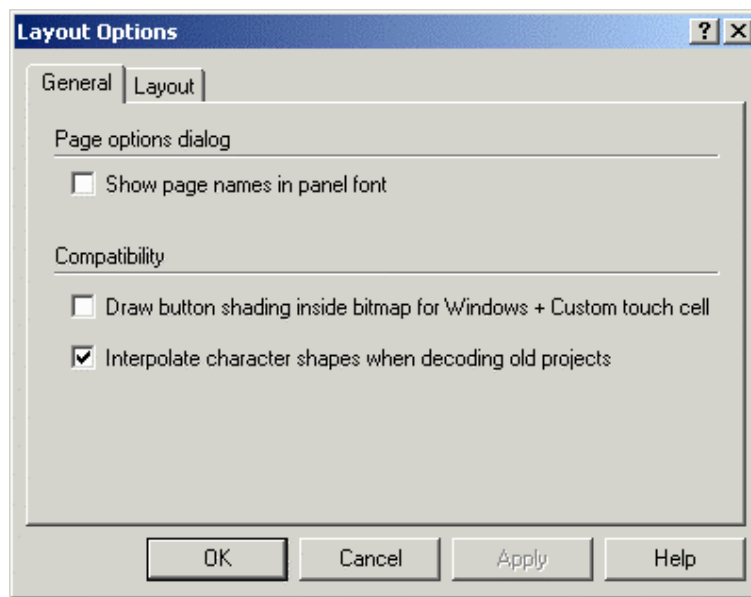 Layout Options
General Layout
Page options dialog
Show page names in panel font
Compatibility
Draw button shading inside bitmap for Windows + Custom touch cell
Interpolate character shapes when decoding old projects
OK Cancel Apply Help